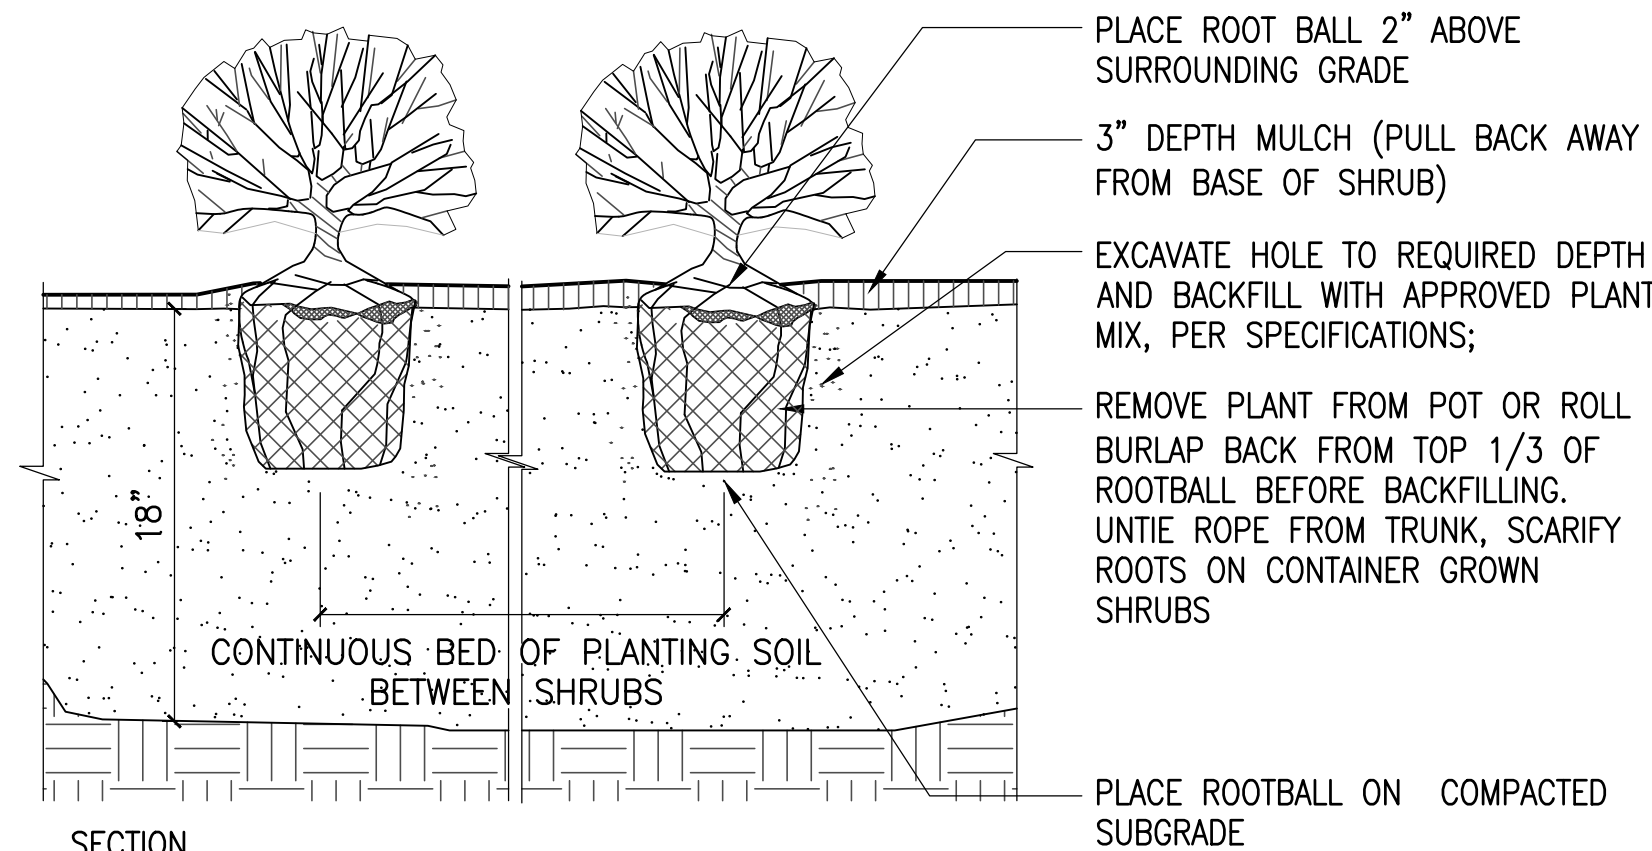 PLACE ROOT BALL 2" ABOVE
SURROUNDING GRADE
3" DEPTH MULCH (PULL BACK AWAY
FROM BASE OF SHRUB)
EXCAVATE HOLE TO REQUIRED DEPTH
AND BACKFILL WITH APPROVED PLANT
MIX, PER SPECIFICATIONS;
REMOVE PLANT FROM POT OR ROLL
BURLAP BACK FROM TOP 1/3 OF
ROOTBALL BEFORE BACKFILLING.
UNTIE ROPE FROM TRUNK, SCARIFY
ROOTS ON CONTAINER GROWN
SHRUBS
18"
CONTINUOUS BED OF PLANTING SOIL
BETWEEN SHRUBS
PLACE ROOTBALL ON COMPACTED
SUBGRADE
SECTION